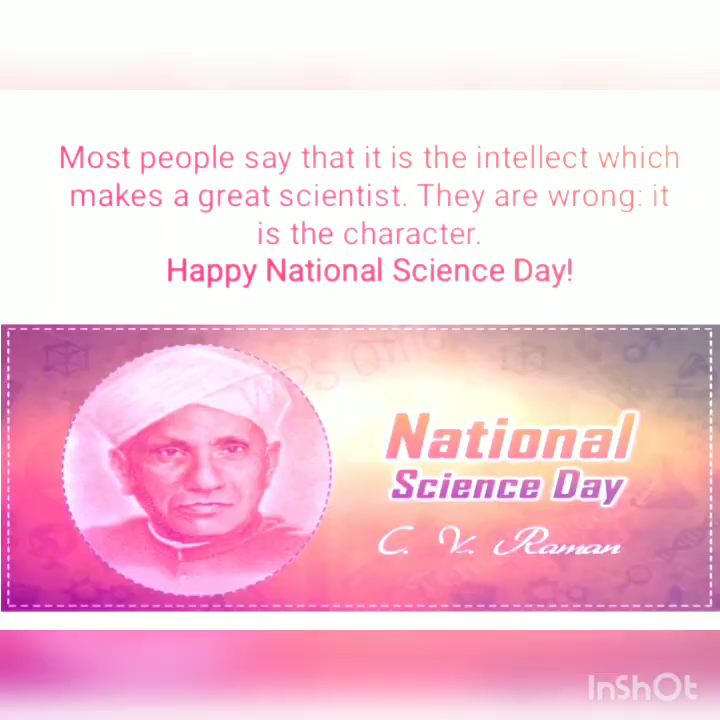 Most people say that it is the intellect which
makes a great scientist. They are wrong: it
is the character.
Happy National Science Day!
National
Science Day
C. V. Raman
InShOt